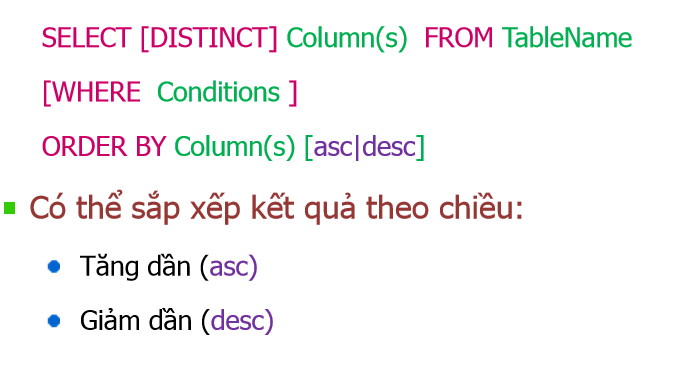 SELECT [DISTINCT] Column(s) FROM TableName
[WHERE Conditions ]
ORDER BY Column(s) [asc|desc]
Có thể sắp xếp kết quả theo chiều:
Tăng dần (asc)
Giảm dần (desc)